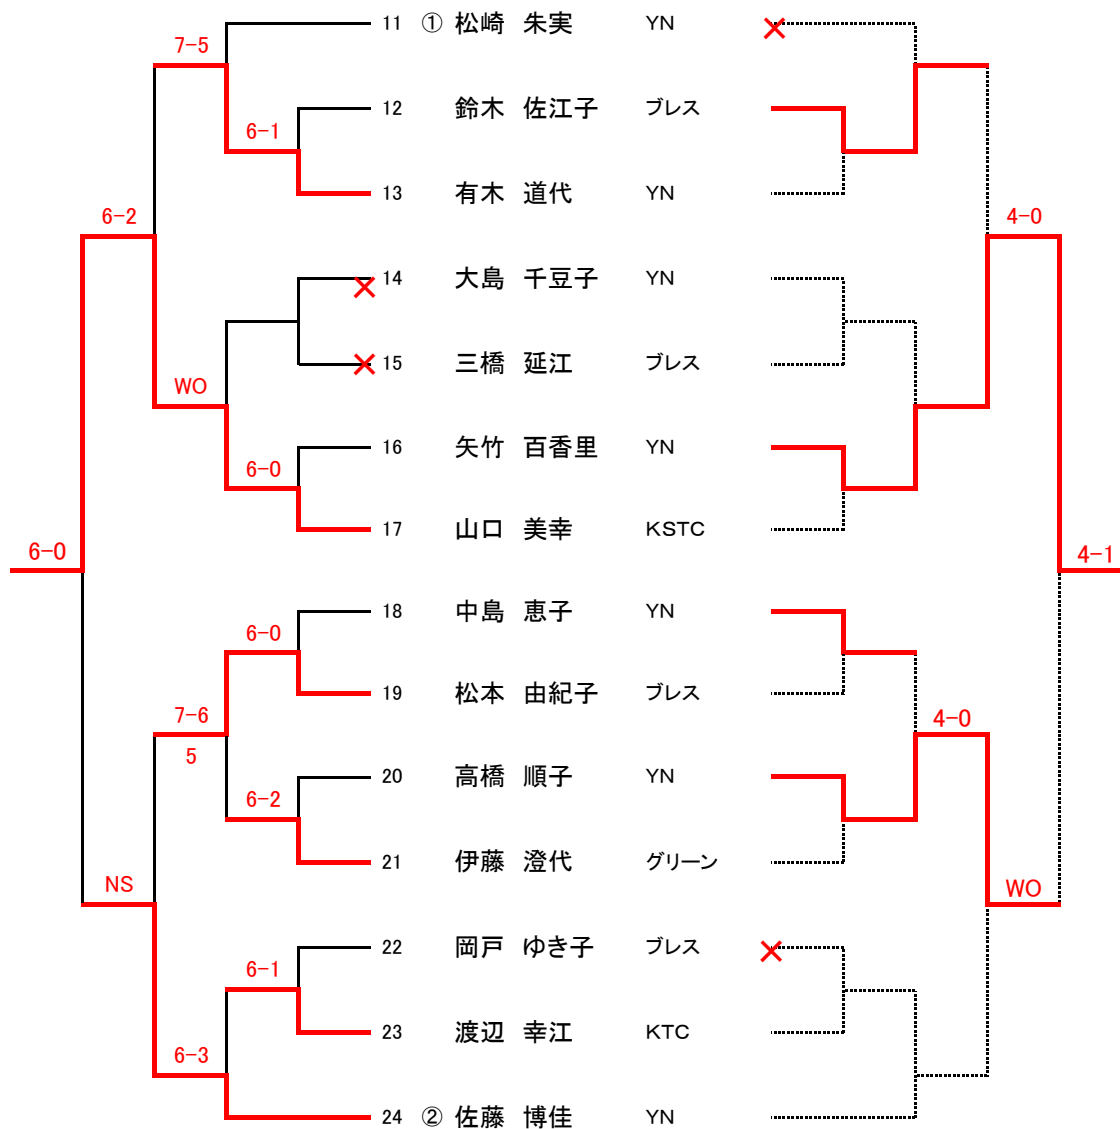 11 ① 松崎 朱実 YN
7-5
12 鈴木 佐江子 ブレス
6-1
13 有木 道代 YN
6-2 4-0
14 大島 千豆子 YN
15 三橋 延江 ブレス
WO
16 矢竹 百香里 YN
6-0
17 山口 美幸 KSTC
6-0 4-1
18 中島 恵子 YN
6-0
19 松本 由紀子 ブレス
7-6 4-0
5
20 高橋 順子 YN
6-2
21 伊藤 澄代 グリーン
NS WO
22 岡戸 ゆき子 ブレス
6-1
23 渡辺 幸江 KTC
6-3
24 ② 佐藤 博佳 YN